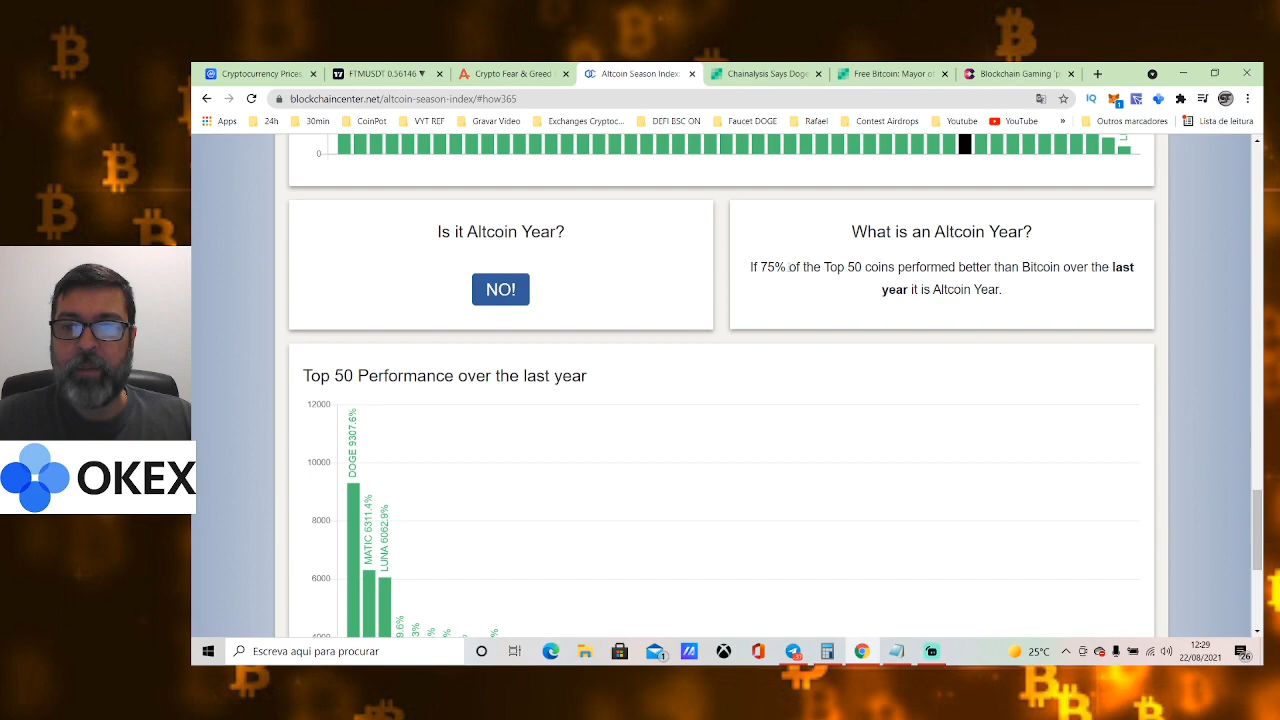 Cryptocurrency Prices,
FTMUSDT 0.56146 ▼
Crypto Fear & Greed I
Altcoin Season Index:
Chainalysis Says Doge
Free Bitcoin: Mayor of
Blockchain Gaming 'p
blockchaincenter.net/altcoin-season-index/#how365
Apps
24h
30min
CoinPot
VYT REF
Gravar Video
Exchanges Cryptoc...
DEFI BSC ON
Faucet DOGE
Rafael
Contest Airdrops
Youtube
YouTube
»
Outros marcadores
Lista de leitura
IQ
0
Is it Altcoin Year?
NO!
What is an Altcoin Year?
If 75% of the Top 50 coins performed better than Bitcoin over the last
year it is Altcoin Year.
Top 50 Performance over the last year
12000
10000
8000
6000
4000
DOGE 9307.6%
MATIC 6311.4%
LUNA 6062.9%
OKEX
Escreva aqui para procurar
25°C
12:29
22/08/2021
26